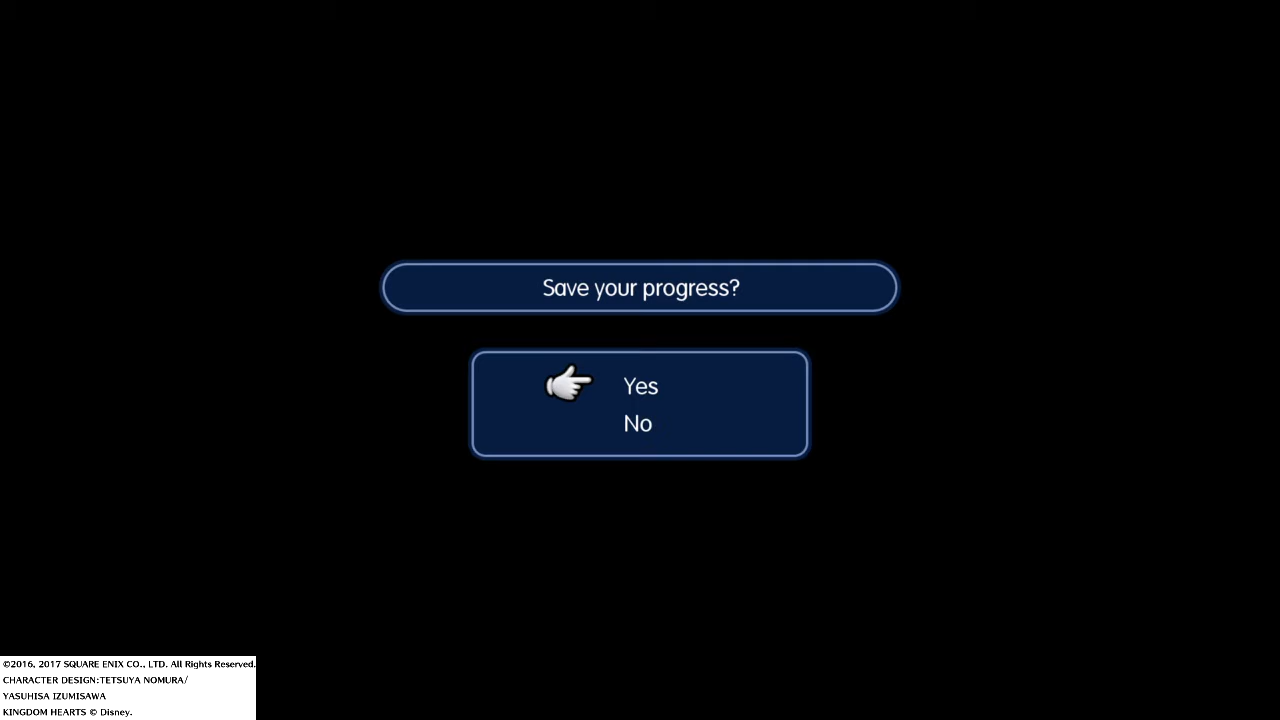 Save your progress?
Yes
No
©2016, 2017 SQUARE ENIX CO., LTD. All Rights Reserved.
CHARACTER DESIGN:TETSUYA NOMURA/
YASUHISA IZUMISAWA
KINGDOM HEARTS © Disney.